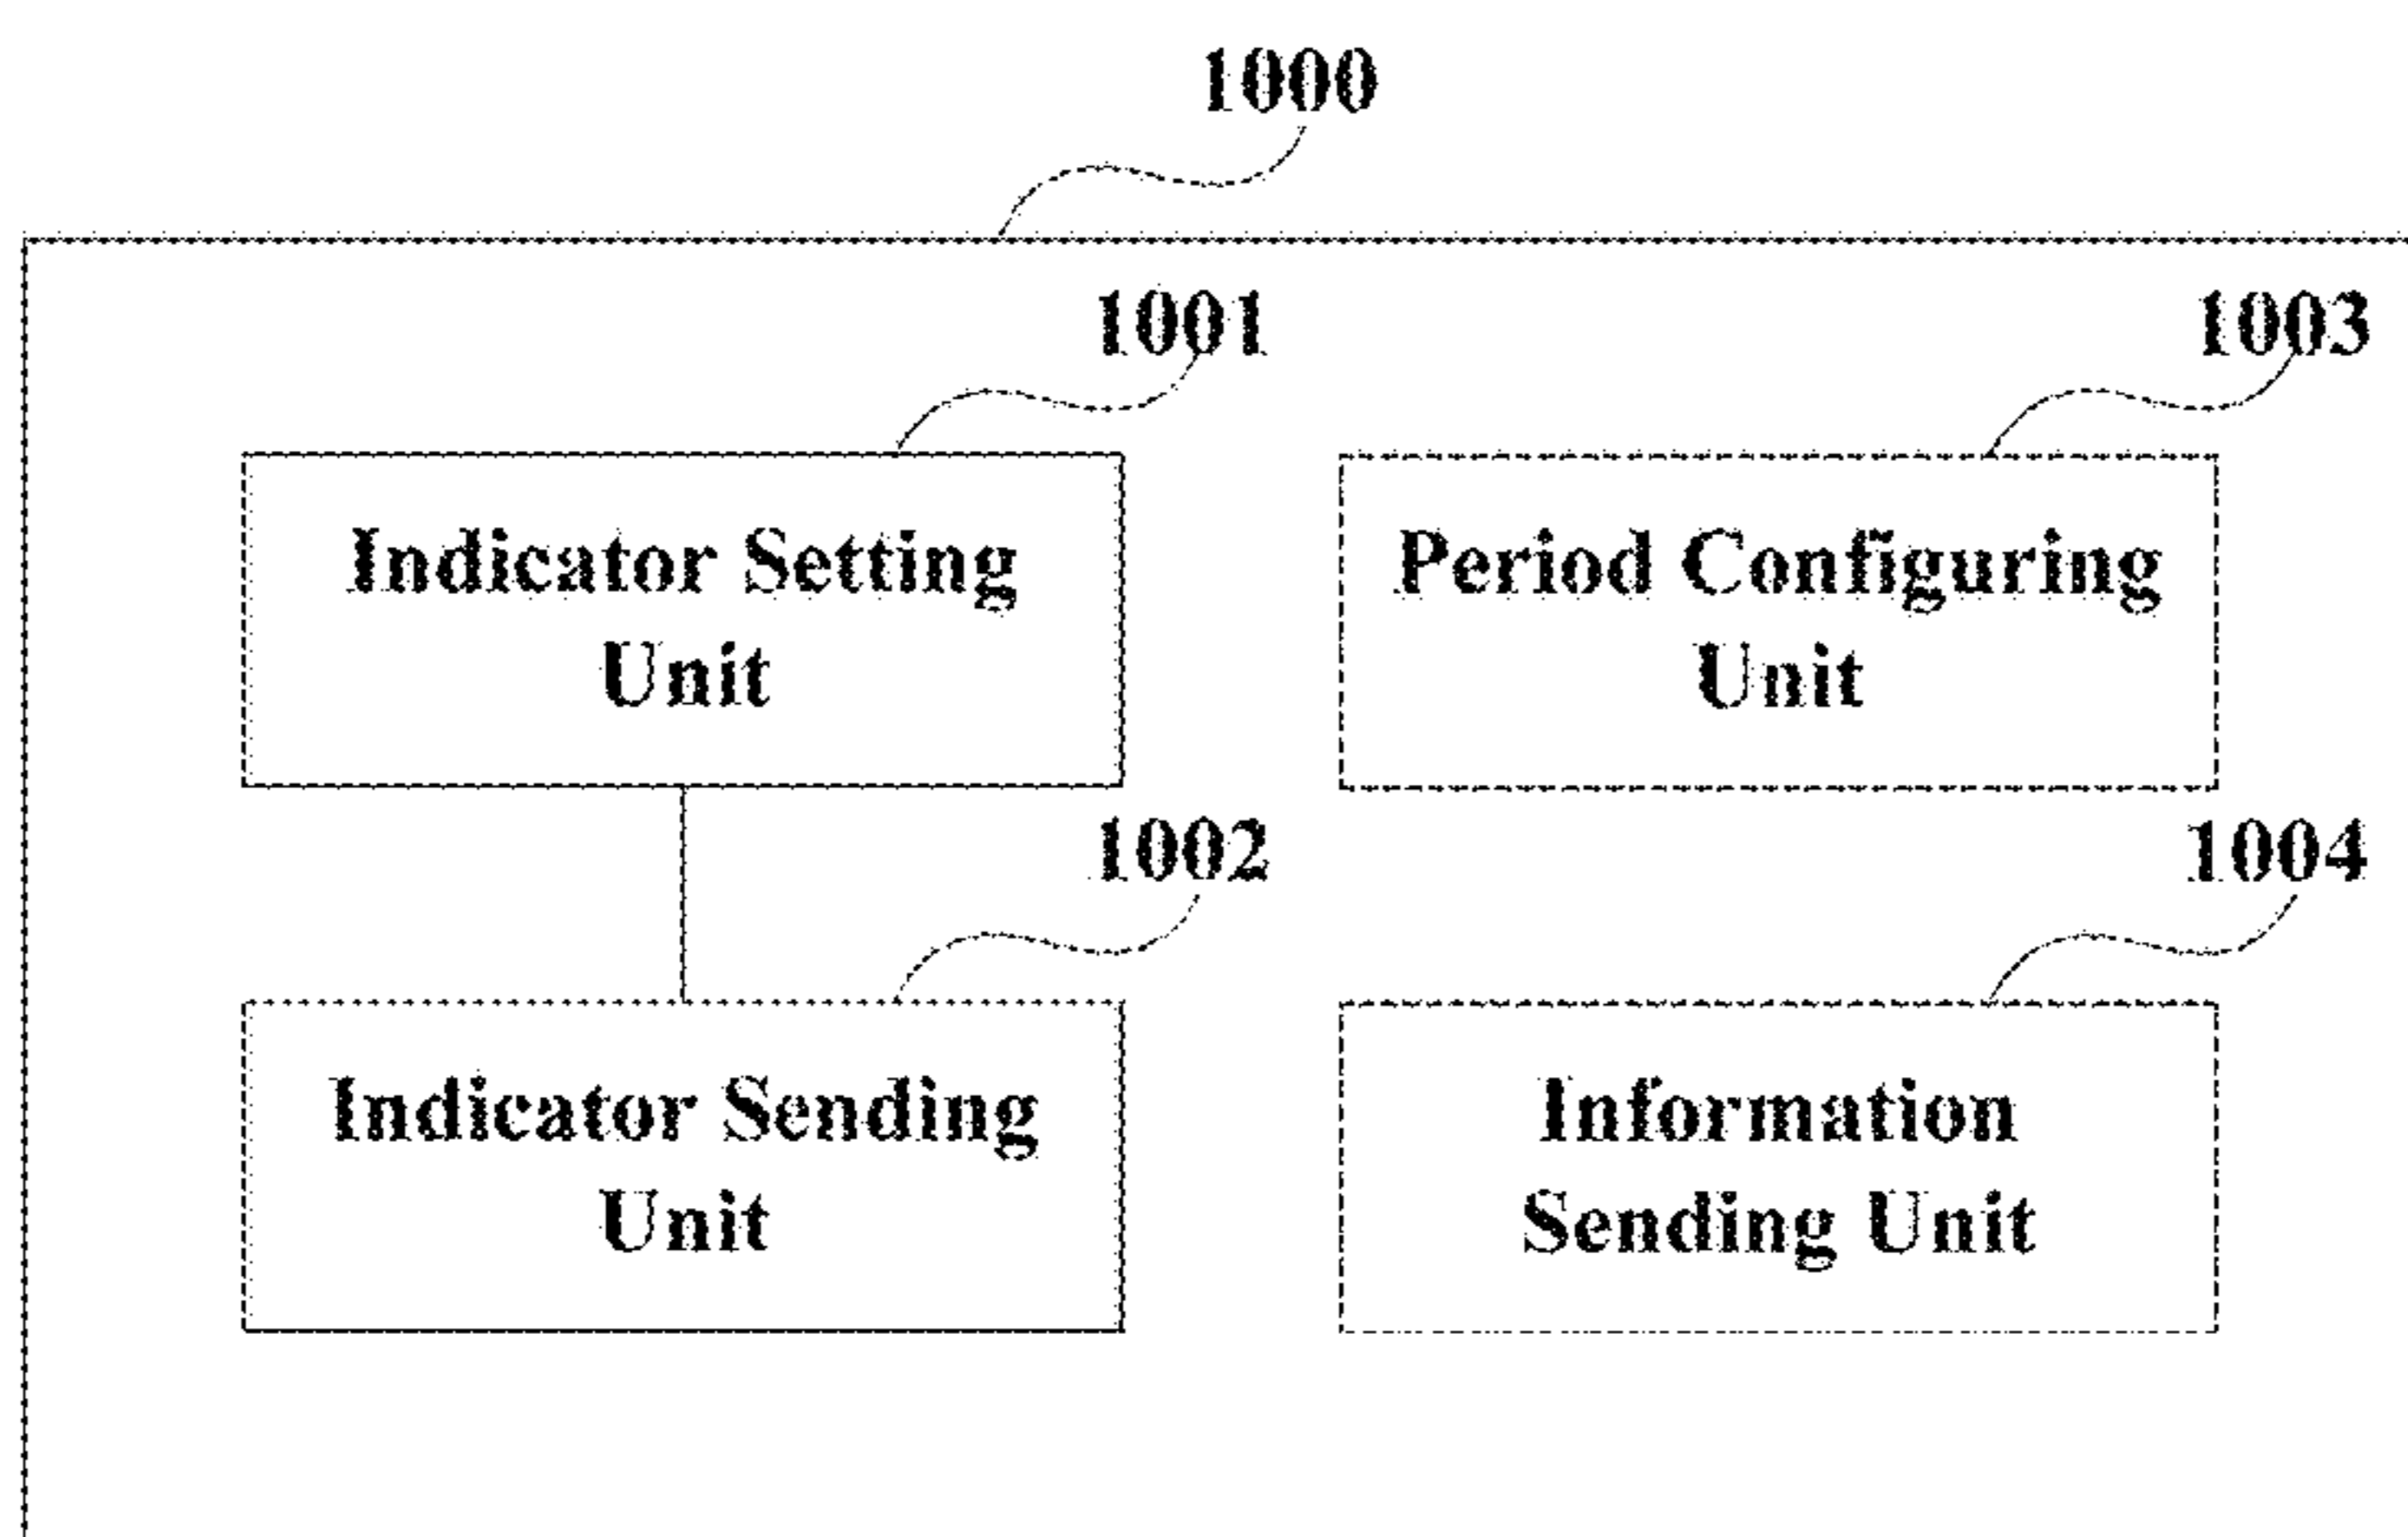 1000
1001
1003
Indicator Setting
Unit
Period Configuring
Unit
1002
1004
Indicator Sending
Unit
Information
Sending Unit